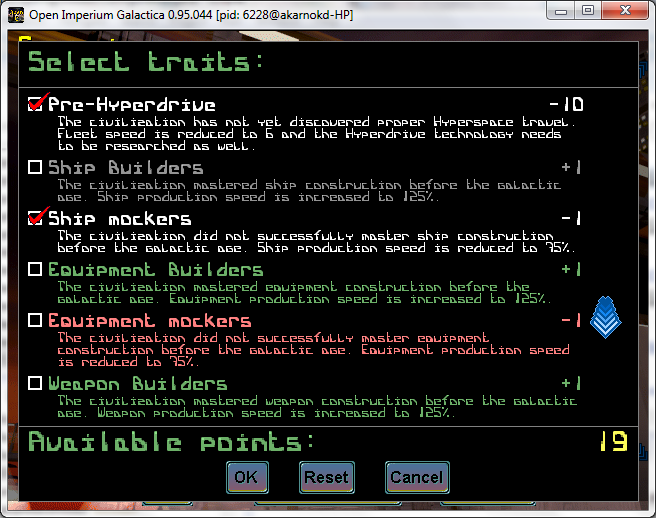 Open Imperium Galactica 0.95.044 [pid: 6228@akarnokd-HP]
Select traits:
Pre-Hyperdrive -10
The civilization has not yet discovered proper Hyperspace travel.
Fleet speed is reduced to 6 and the Hyperdrive technology needs
to be researched as well.
Ship Builders +1
The civilization mastered ship construction before the galactic
age. Ship production speed is increased to 125%.
Ship mockers -1
The civilization did not successfully master ship construction
before the galactic age. Ship production speed is reduced to 75%.
Equipment Builders +1
The civilization mastered equipment construction before the
galactic age. Equipment production speed is increased to 125%.
Equipment mockers -1
The civilization did not successfully master equipment
construction before the galactic age. Equipment production speed
is reduced to 75%.
Weapon Builders +1
The civilization mastered weapon construction before the galactic
age. Weapon production speed is increased to 125%.
Available points: 19
OK Reset Cancel